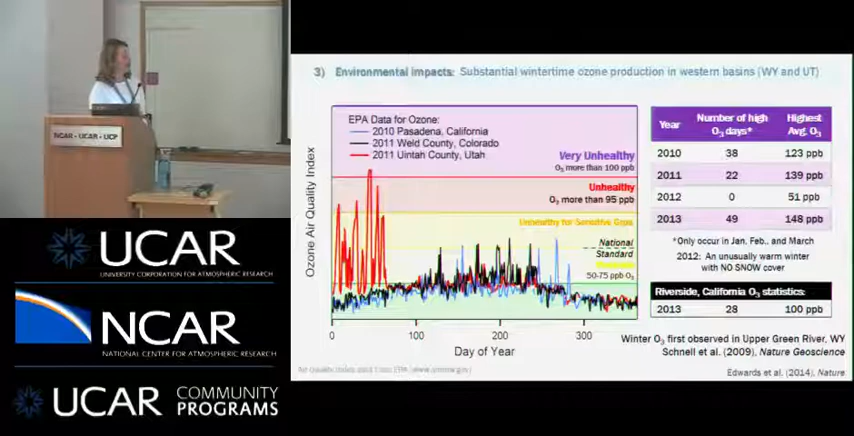 NCAR - UCAR - UCP
UCAR
UNIVERSITY CORPORATION FOR ATMOSPHERIC RESEARCH
NCAR
NATIONAL CENTER FOR ATMOSPHERIC RESEARCH
UCAR COMMUNITY PROGRAMS
3) Environmental impacts: Substantial wintertime ozone production in western basins (WY and UT)
EPA Data for Ozone:
2010 Pasadena, California
2011 Weld County, Colorado
2011 Uintah County, Utah
Very Unhealthy
O3 more than 100 ppb
Unhealthy
O3 more than 95 ppb
Unhealthy for Sensitive Grps
National
Standard
50-75 ppb O3
Ozone Air Quality Index
0 100 200 300
Day of Year
Year Number of high O3 days* Highest Avg. O3
2010 38 123 ppb
2011 22 139 ppb
2012 0 51 ppb
2013 49 148 ppb
*Only occur in Jan, Feb., and March
2012: An unusually warm winter
with NO SNOW cover
Riverside, California O3 statistics:
2013 28 100 ppb
Winter O3 first observed in Upper Green River, WY
Schnell et al. (2009), Nature Geoscience
Edwards et al. (2014), Nature